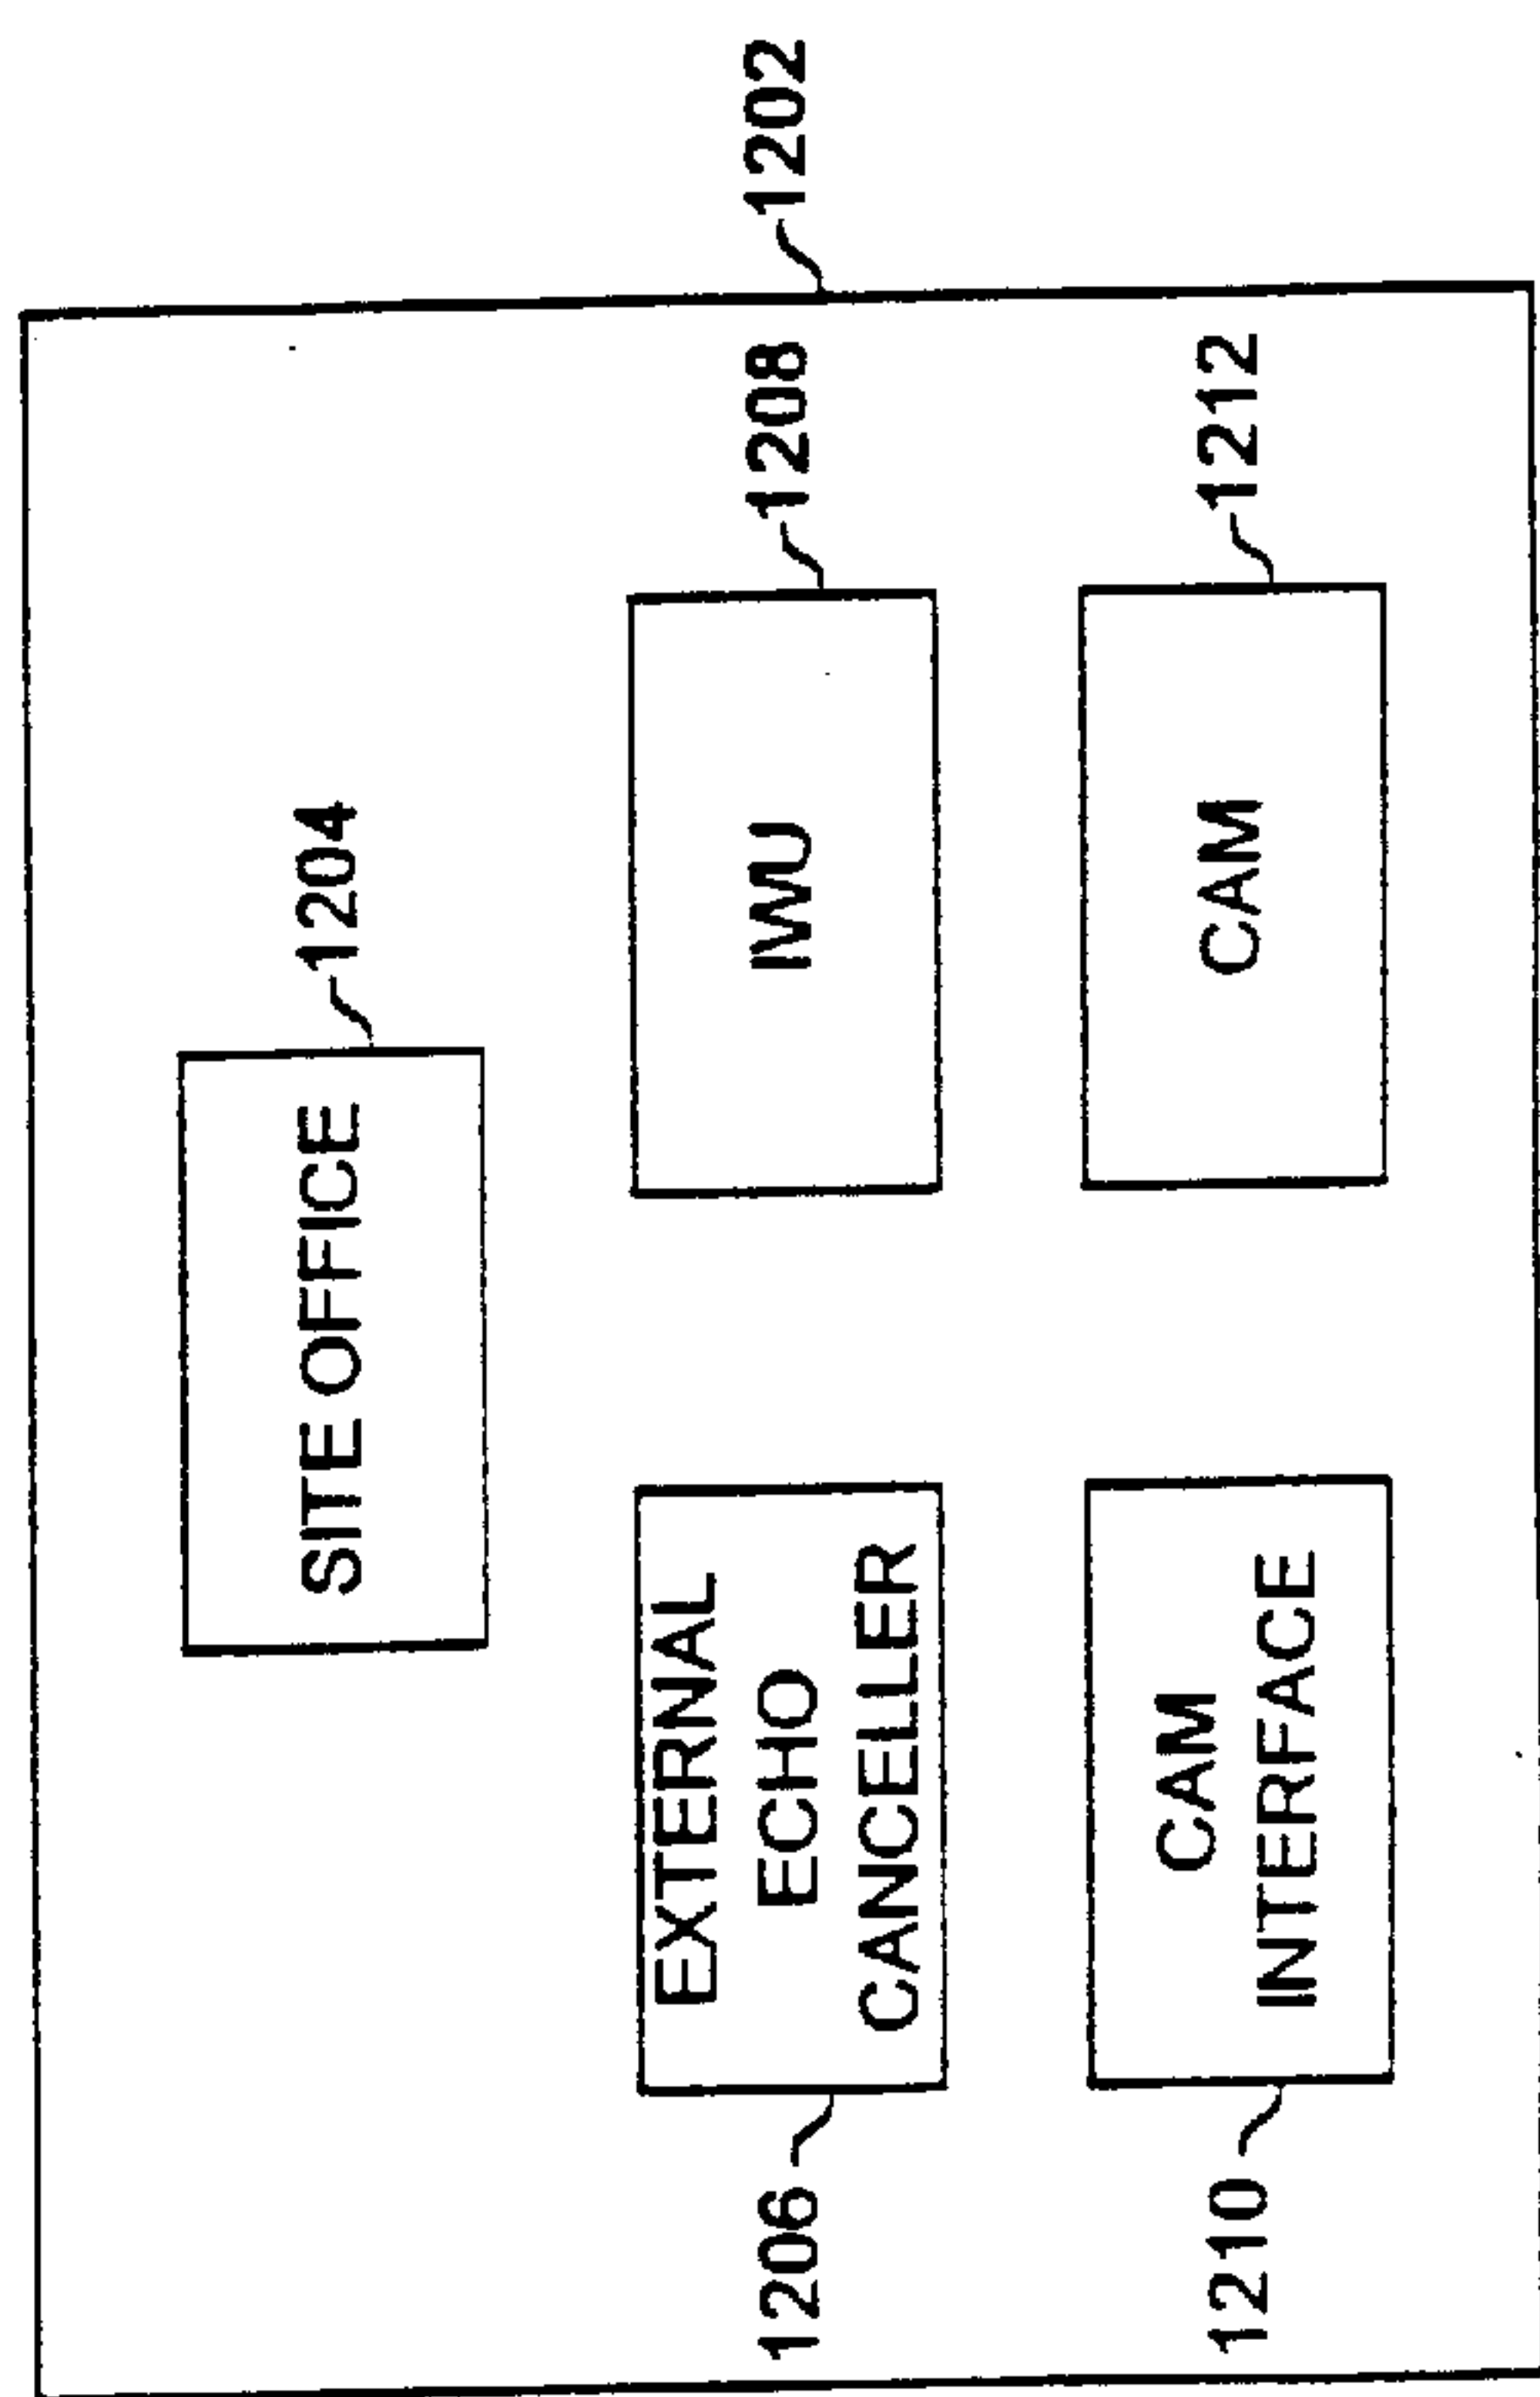 1202
SITE OFFICE
1204
1206
EXTERNAL
ECHO
CANCELLER
IWU
1208
1210
CAM
INTERFACE
CAM
1212